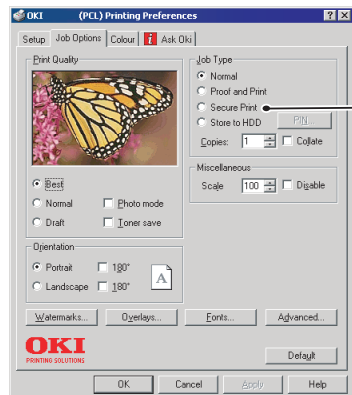 OKI (PCL) Printing Preferences
Setup Job Options Colour Ask Oki
Print Quality
Best
Normal
Draft
Photo mode
Toner save
Orientation
Portrait 180°
Landscape 180°
A
Job Type
Normal
Proof and Print
Secure Print
Store to HDD PIN...
Copies: 1 Collate
Miscellaneous
Scale 100 Disable
Watermarks... Overlays... Fonts... Advanced...
OKI
PRINTING SOLUTIONS
Default
OK Cancel Apply Help